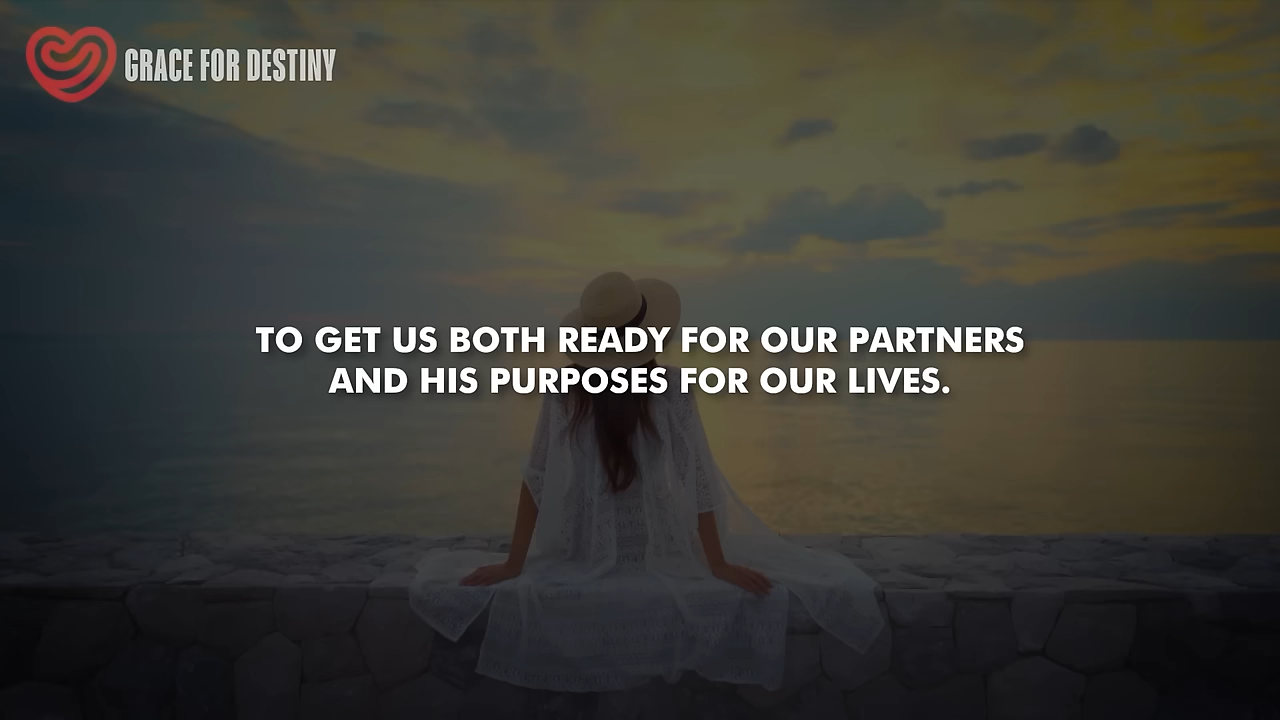 GRACE FOR DESTINY
TO GET US BOTH READY FOR OUR PARTNERS
AND HIS PURPOSES FOR OUR LIVES.